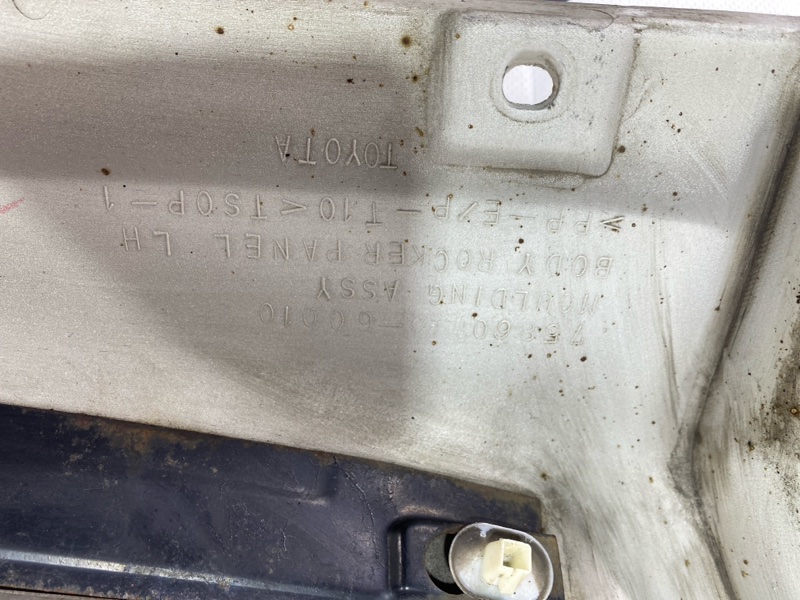 MOULDING ASSY
BODY ROCKER PANEL LH
>PP-E/P-T10<TSOP-1
TOYOTA